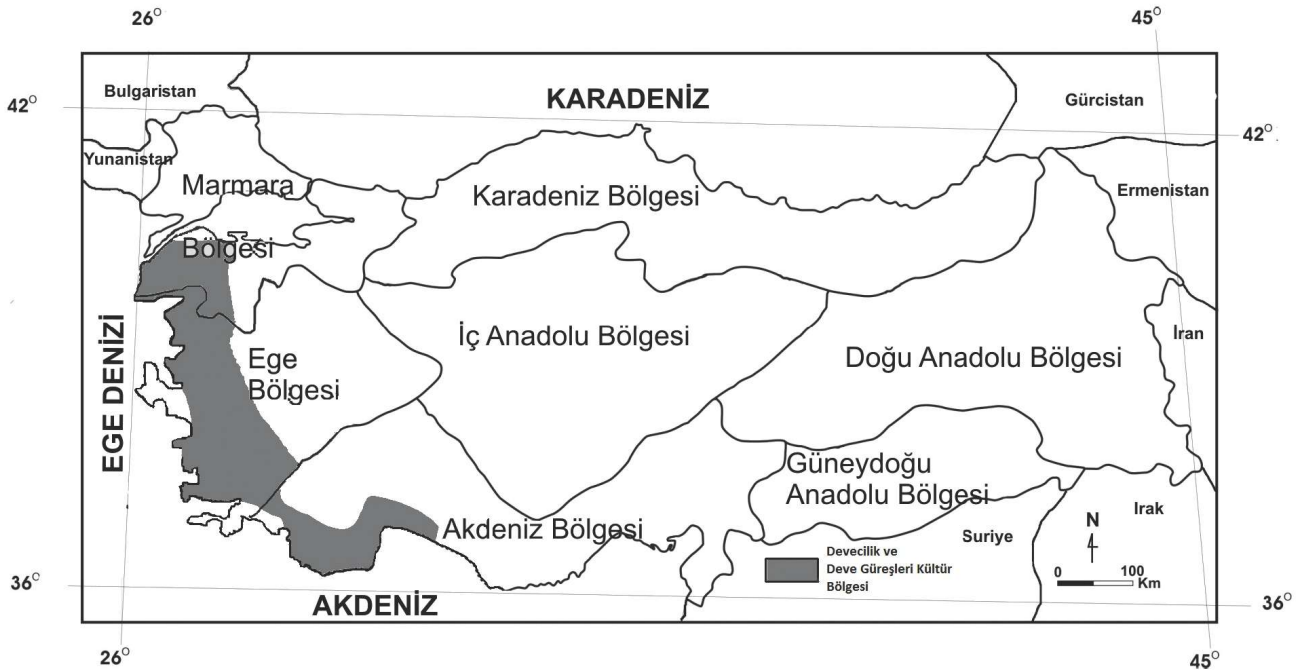 26°
45°
Bulgaristan
KARADENİZ
Gürcistan
42°
42°
Yunanistan
Marmara
Bölgesi
Karadeniz Bölgesi
Ermenistan
EGE DENİZİ
Ege
Bölgesi
İç Anadolu Bölgesi
Doğu Anadolu Bölgesi
İran
Güneydoğu
Anadolu Bölgesi
Akdeniz Bölgesi
Suriye
Irak
N
0 100
Km
Devecilik ve
Deve Güreşleri Kültür
Bölgesi
36°
AKDENİZ
36°
26°
45°